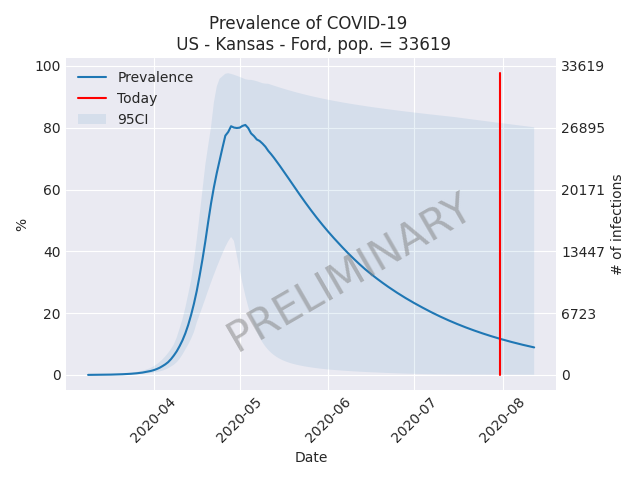 Prevalence of COVID-19
US - Kansas - Ford, pop. = 33619
100
80
60
40
20
0
%
Prevalence
Today
95CI
PRELIMINARY
33619
26895
20171
13447
6723
0
# of infections
2020-04
2020-05
2020-06
2020-07
2020-08
Date